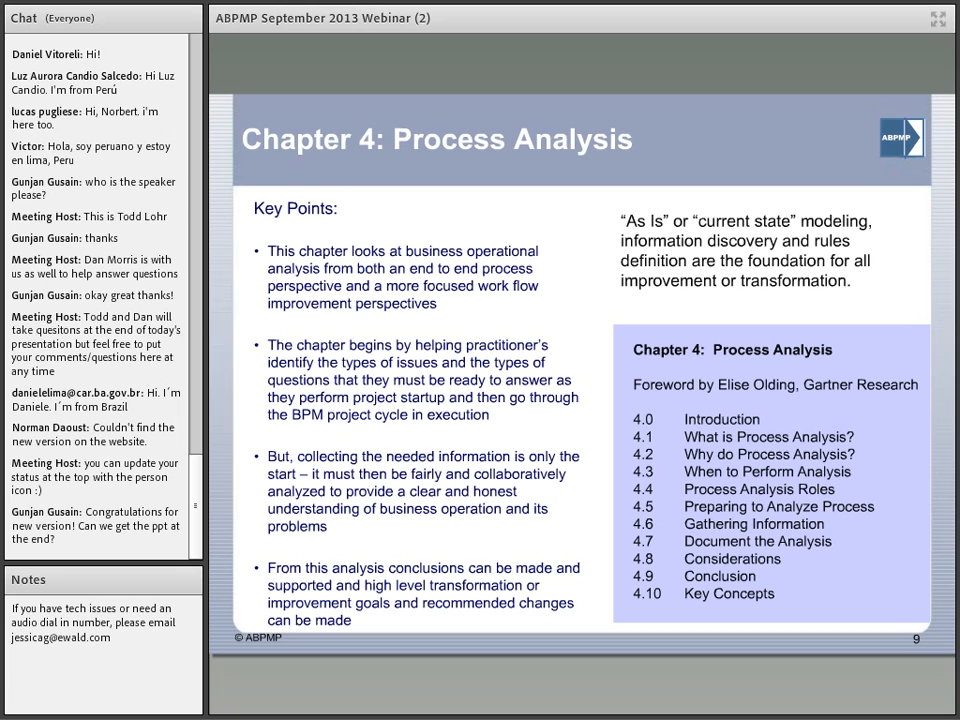 Chat (Everyone)
Daniel Vitoreli: Hi!
Luz Aurora Candio Salcedo: Hi Luz
Candio. I'm from Perú
lucas pugliese: Hi, Norbert. i'm
here too.
Victor: Hola, soy peruano y estoy
en lima, Peru
Gunjan Gusain: who is the speaker
please?
Meeting Host: This is Todd Lohr
Gunjan Gusain: thanks
Meeting Host: Dan Morris is with
us as well to help answer questions
Gunjan Gusain: okay great thanks!
Meeting Host: Todd and Dan will
take quesitons at the end of today's
presentation but feel free to put
your comments/questions here at
any time
danielelima@car.ba.gov.br: Hi. I´m
Daniele. I´m from Brazil
Norman Daoust: Couldn't find the
new version on the website.
Meeting Host: you can update your
status at the top with the person
icon :)
Gunjan Gusain: Congratulations for
new version! Can we get the ppt at
the end?
Notes
If you have tech issues or need an
audio dial in number, please email
jessicag@ewald.com
ABPMP September 2013 Webinar (2)
Chapter 4: Process Analysis
ABPMP
Key Points:
• This chapter looks at business operational
analysis from both an end to end process
perspective and a more focused work flow
improvement perspectives
• The chapter begins by helping practitioner's
identify the types of issues and the types of
questions that they must be ready to answer as
they perform project startup and then go through
the BPM project cycle in execution
• But, collecting the needed information is only the
start – it must then be fairly and collaboratively
analyzed to provide a clear and honest
understanding of business operation and its
problems
• From this analysis conclusions can be made and
supported and high level transformation or
improvement goals and recommended changes
can be made
“As Is” or “current state” modeling,
information discovery and rules
definition are the foundation for all
improvement or transformation.
Chapter 4: Process Analysis
Foreword by Elise Olding, Gartner Research
4.0 Introduction
4.1 What is Process Analysis?
4.2 Why do Process Analysis?
4.3 When to Perform Analysis
4.4 Process Analysis Roles
4.5 Preparing to Analyze Process
4.6 Gathering Information
4.7 Document the Analysis
4.8 Considerations
4.9 Conclusion
4.10 Key Concepts
© ABPMP
9